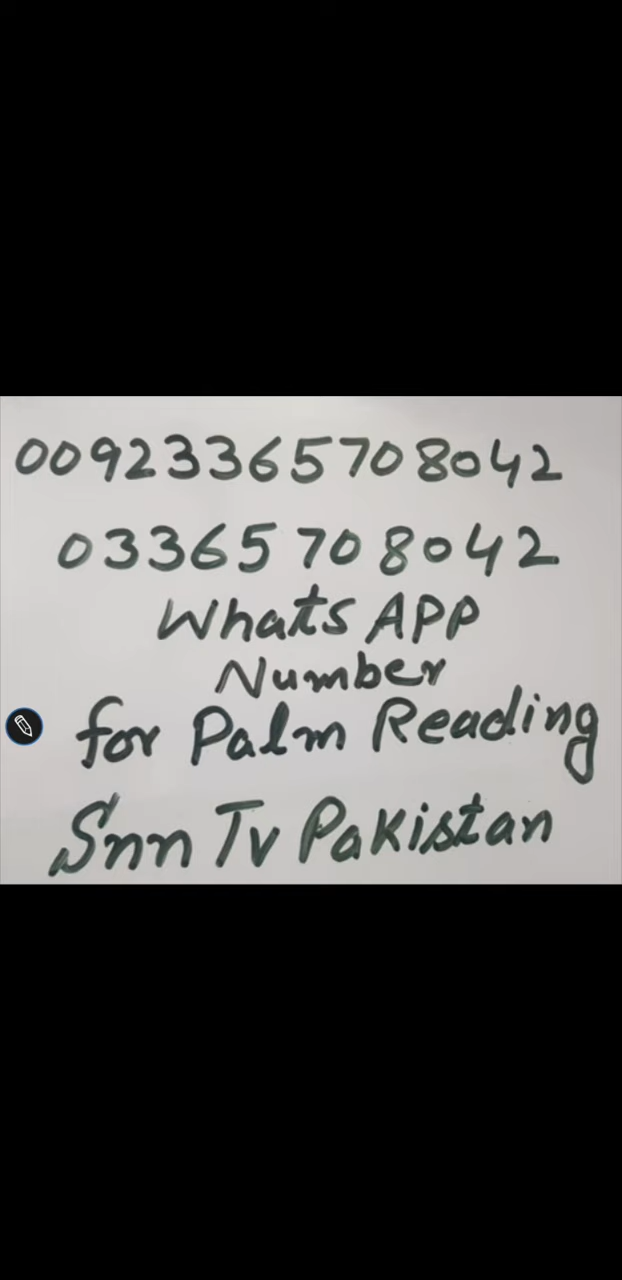 00923365708042
03365708042
Whats APP
Number
for Palm Reading
Snn Tv Pakistan